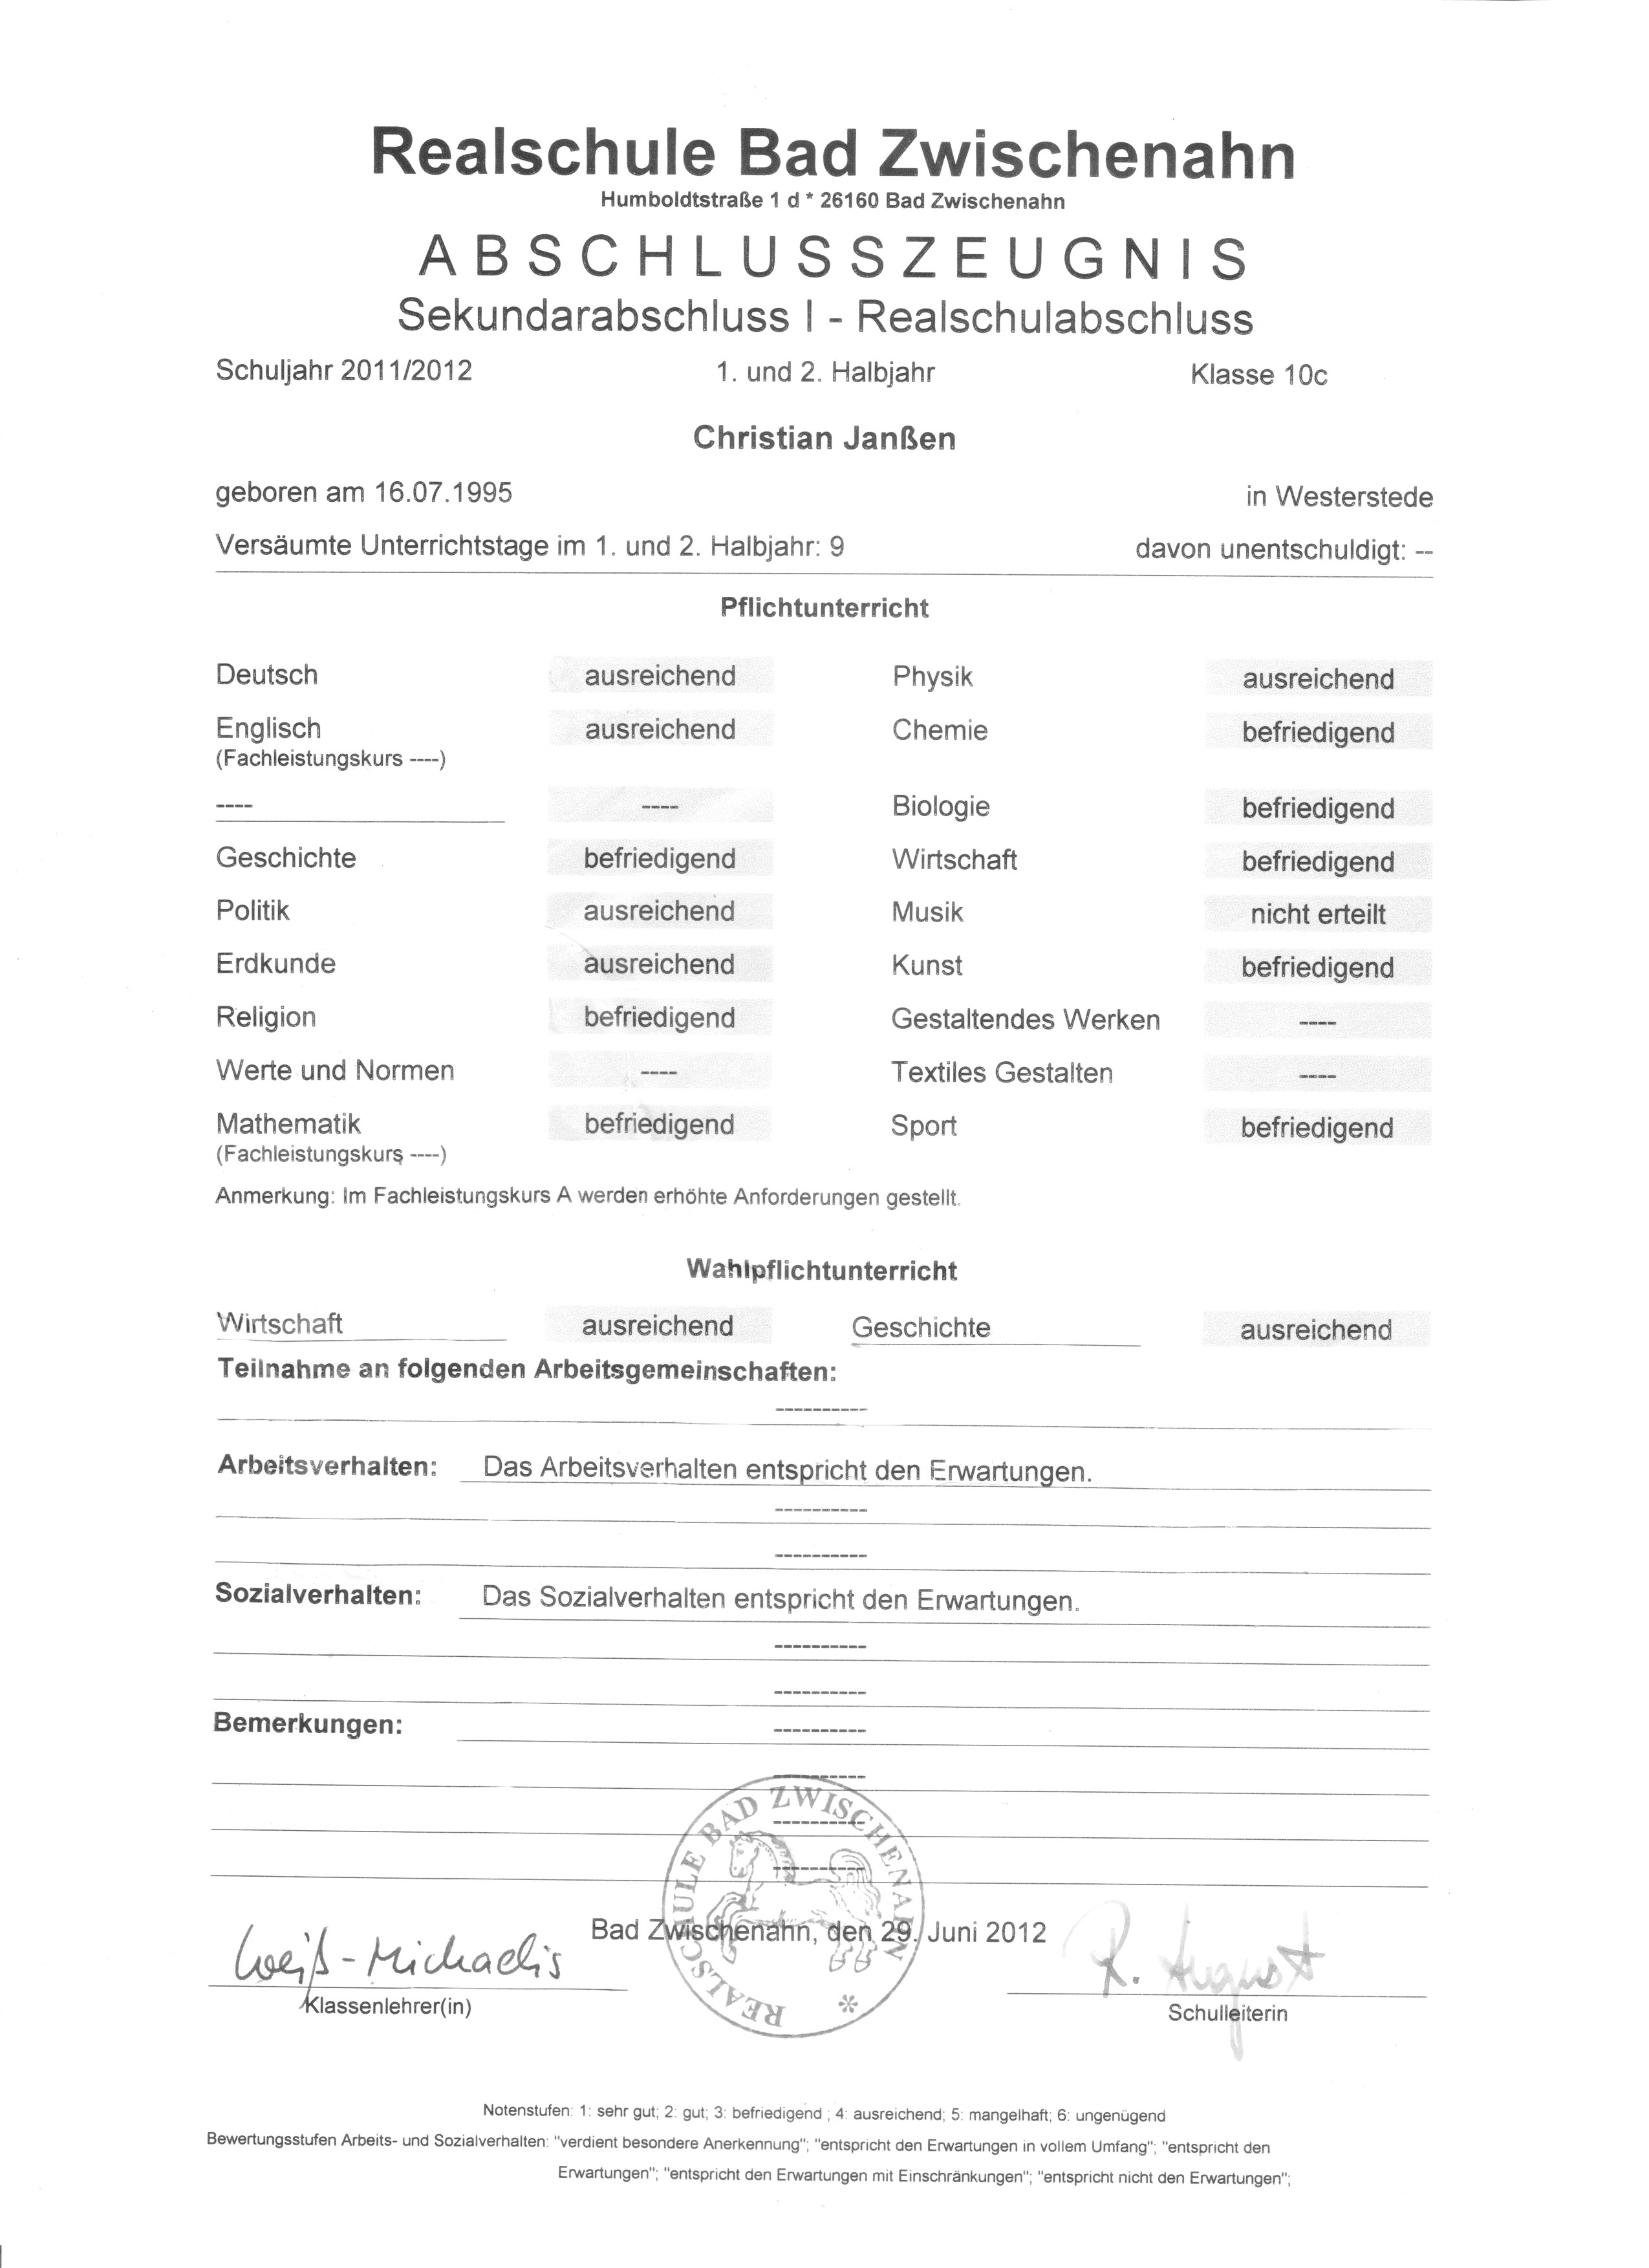 Realschule Bad Zwischenahn
Humboldtstraße 1 d * 26160 Bad Zwischenahn
ABSCHLUSSZEUGNIS
Sekundarabschluss I - Realschulabschluss
Schuljahr 2011/2012 1. und 2. Halbjahr Klasse 10c
Christian Janßen
geboren am 16.07.1995 in Westerstede
Versäumte Unterrichtstage im 1. und 2. Halbjahr: 9 davon unentschuldigt: --
Pflichtunterricht
Deutsch ausreichend Physik ausreichend
Englisch ausreichend Chemie befriedigend
(Fachleistungskurs ----)
---- ---- Biologie befriedigend
Geschichte befriedigend Wirtschaft befriedigend
Politik ausreichend Musik nicht erteilt
Erdkunde ausreichend Kunst befriedigend
Religion befriedigend Gestaltendes Werken ----
Werte und Normen ---- Textiles Gestalten ----
Mathematik befriedigend Sport befriedigend
(Fachleistungskurs ----)
Anmerkung: Im Fachleistungskurs A werden erhöhte Anforderungen gestellt.
Wahlpflichtunterricht
Wirtschaft ausreichend Geschichte ausreichend
Teilnahme an folgenden Arbeitsgemeinschaften:
----------
Arbeitsverhalten: Das Arbeitsverhalten entspricht den Erwartungen.
----------
----------
Sozialverhalten: Das Sozialverhalten entspricht den Erwartungen.
----------
----------
Bemerkungen: ----------
----------
----------
----------
REALSCHULE BAD ZWISCHENAHN *
Bad Zwischenahn, den 29. Juni 2012
Weiß-Michaelis R. August
Klassenlehrer(in) Schulleiterin
Notenstufen: 1: sehr gut; 2: gut; 3: befriedigend ; 4: ausreichend; 5: mangelhaft; 6: ungenügend
Bewertungsstufen Arbeits- und Sozialverhalten: "verdient besondere Anerkennung"; "entspricht den Erwartungen in vollem Umfang"; "entspricht den
Erwartungen"; "entspricht den Erwartungen mit Einschränkungen"; "entspricht nicht den Erwartungen";